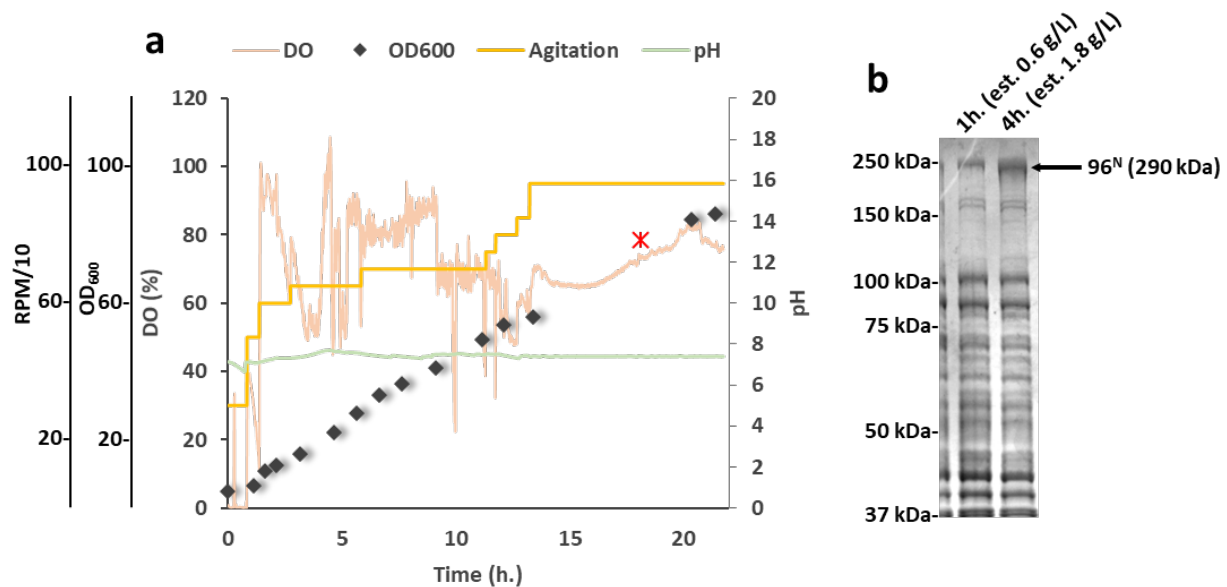 a
DO
OD600
Agitation
pH
RPM/10
100
60
20
OD600
100
60
20
DO (%)
120
100
80
60
40
20
0
20
18
16
14
12
10
8
6
4
2
0
pH
0
5
10
15
20
Time (h.)
b
1h. (est. 0.6 g/L)
4h. (est. 1.8 g/L)
250 kDa-
96N (290 kDa)
150 kDa-
100 kDa-
75 kDa-
50 kDa-
37 kDa-